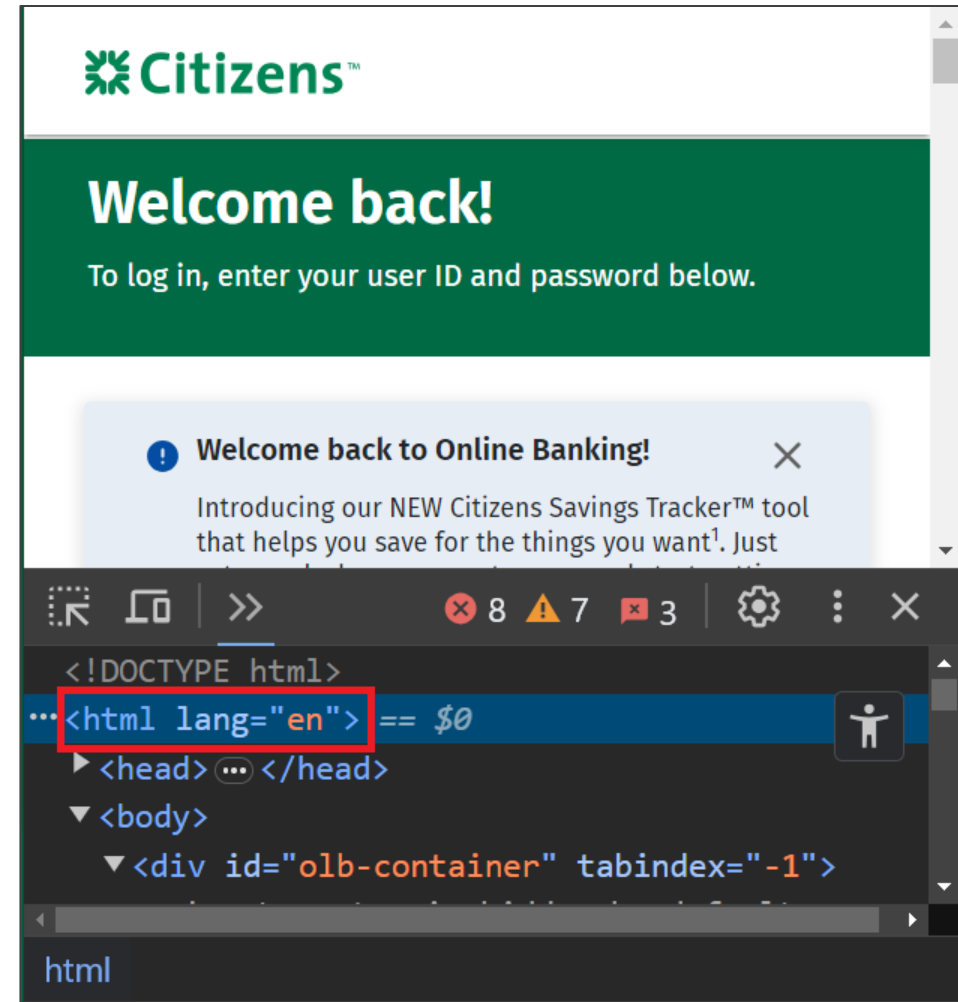 Citizens™
Welcome back!
To log in, enter your user ID and password below.
Welcome back to Online Banking!
Introducing our NEW Citizens Savings Tracker™ tool
that helps you save for the things you want¹. Just
8 7 3
<!DOCTYPE html>
<html lang="en"> == $0
<head> … </head>
<body>
<div id="olb-container" tabindex="-1">
html